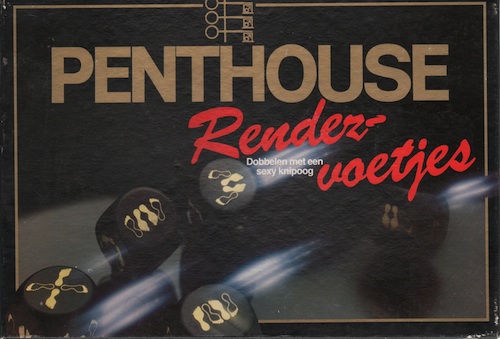 PENTHOUSE
Rendez-
voetjes
Dobbelen met een
sexy knipoog